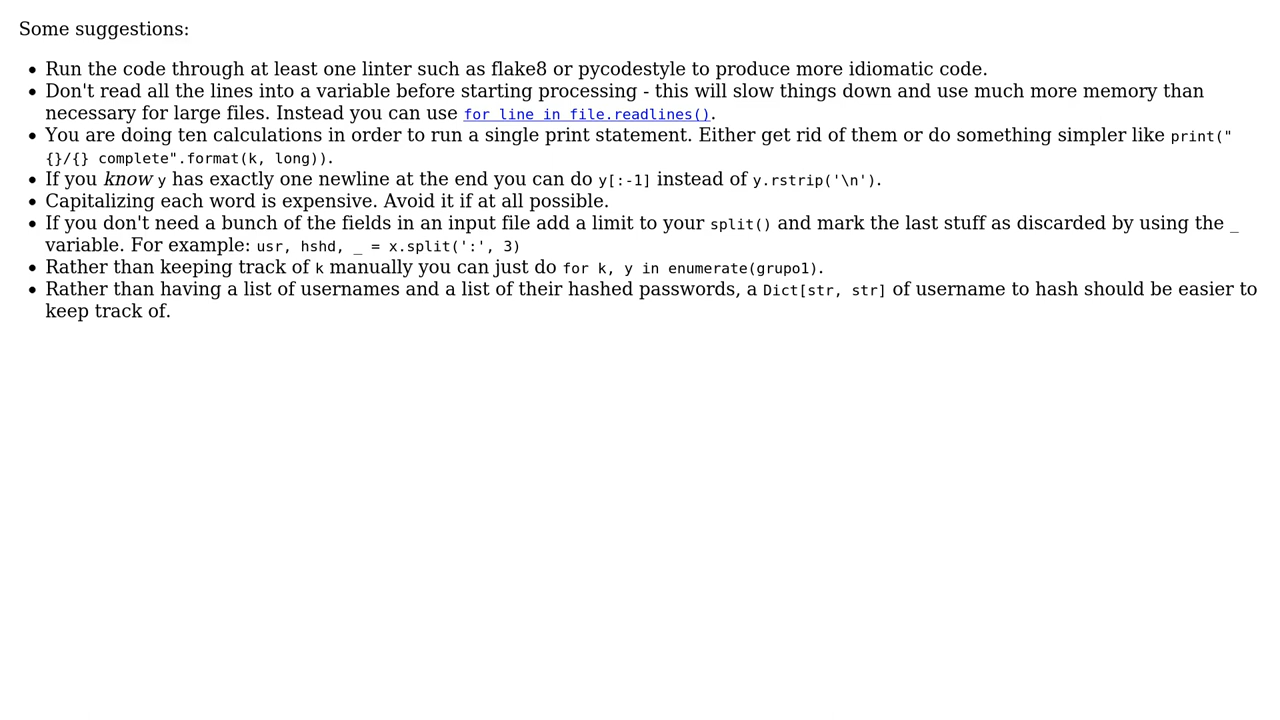 Some suggestions:
• Run the code through at least one linter such as flake8 or pycodestyle to produce more idiomatic code.
• Don't read all the lines into a variable before starting processing - this will slow things down and use much more memory than
necessary for large files. Instead you can use for line in file.readlines().
• You are doing ten calculations in order to run a single print statement. Either get rid of them or do something simpler like print("
{}/{} complete".format(k, long)).
• If you know y has exactly one newline at the end you can do y[:-1] instead of y.rstrip('\n').
• Capitalizing each word is expensive. Avoid it if at all possible.
• If you don't need a bunch of the fields in an input file add a limit to your split() and mark the last stuff as discarded by using the _
variable. For example: usr, hshd, _ = x.split(':', 3)
• Rather than keeping track of k manually you can just do for k, y in enumerate(grupo1).
• Rather than having a list of usernames and a list of their hashed passwords, a Dict[str, str] of username to hash should be easier to
keep track of.